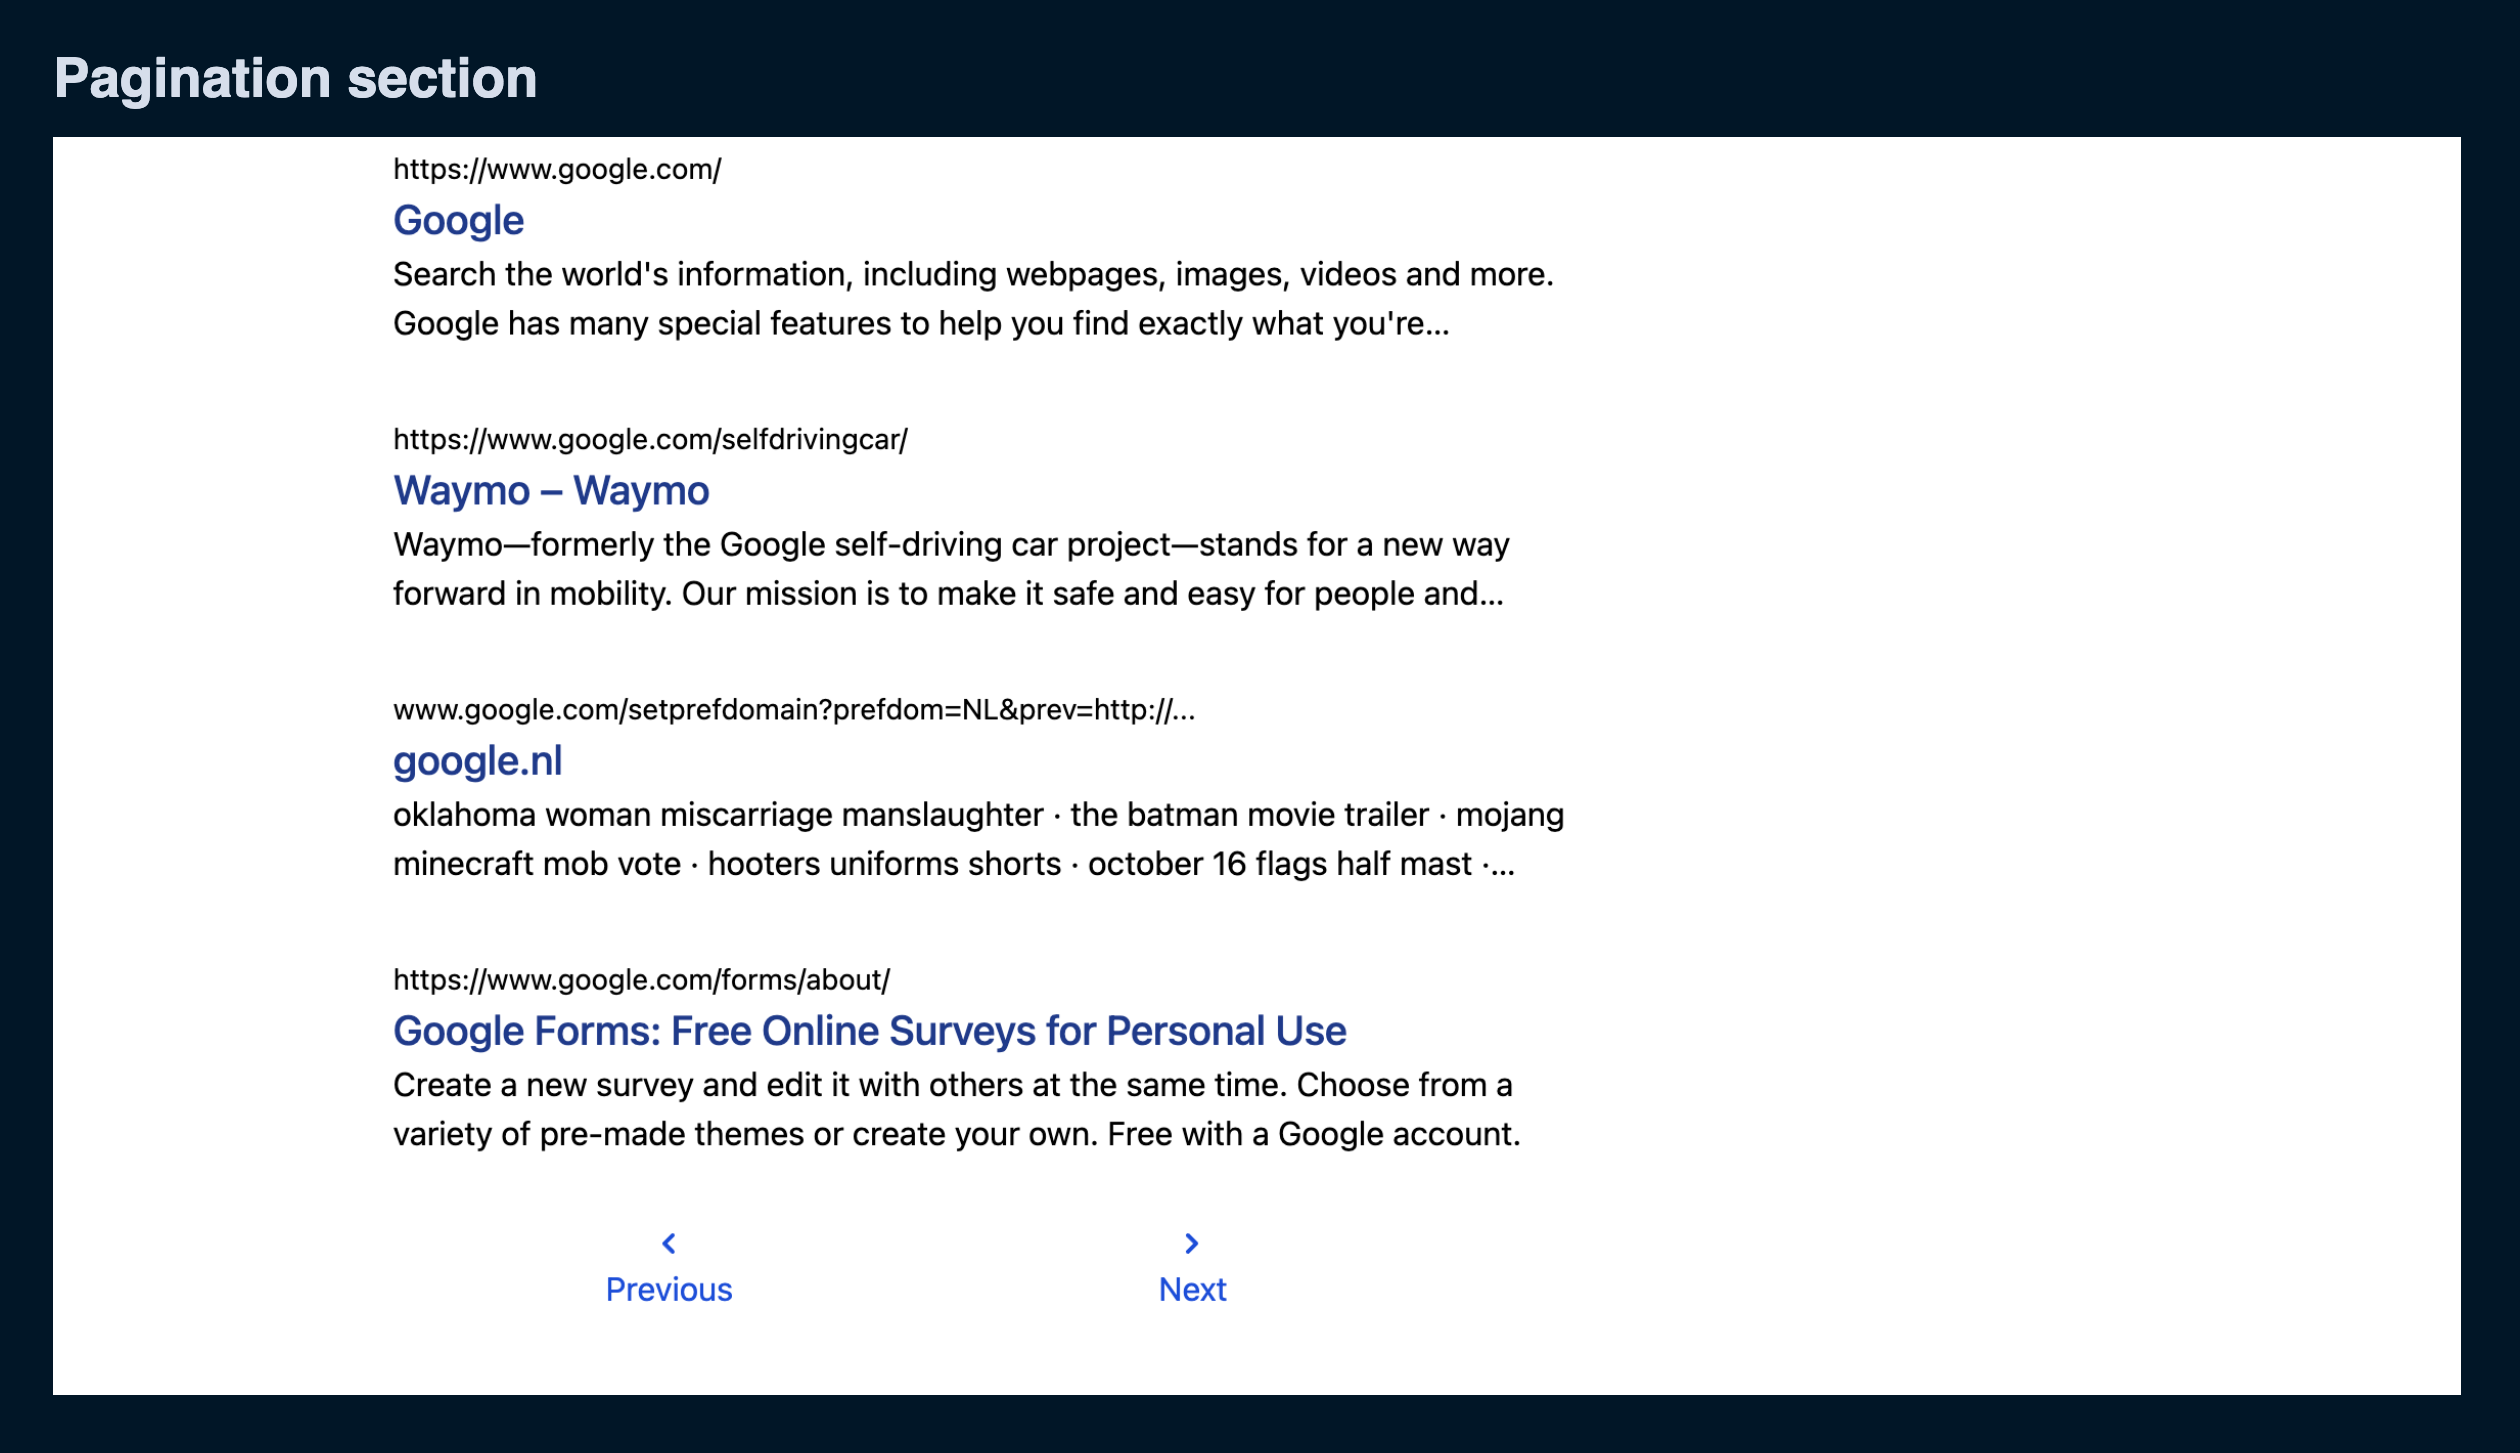 Pagination section
https://www.google.com/
Google
Search the world's information, including webpages, images, videos and more.
Google has many special features to help you find exactly what you're...
https://www.google.com/selfdrivingcar/
Waymo – Waymo
Waymo—formerly the Google self-driving car project—stands for a new way
forward in mobility. Our mission is to make it safe and easy for people and...
www.google.com/setprefdomain?prefdom=NL&prev=http://...
google.nl
oklahoma woman miscarriage manslaughter · the batman movie trailer · mojang
minecraft mob vote · hooters uniforms shorts · october 16 flags half mast ·...
https://www.google.com/forms/about/
Google Forms: Free Online Surveys for Personal Use
Create a new survey and edit it with others at the same time. Choose from a
variety of pre-made themes or create your own. Free with a Google account.
Previous Next